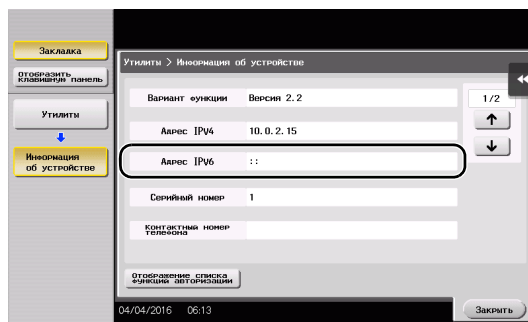 Закладка
Отобразить
клавишную панель
Утилиты
Информация
об устройстве
Утилиты > Информация об устройстве
Вариант функции Версия 2.2
Адрес IPv4 10.0.2.15
Адрес IPv6 ::
Серийный номер 1
Контактный номер
телефона
1/2
Отображение списка
функций авторизации
04/04/2016 06:13
Закрыть